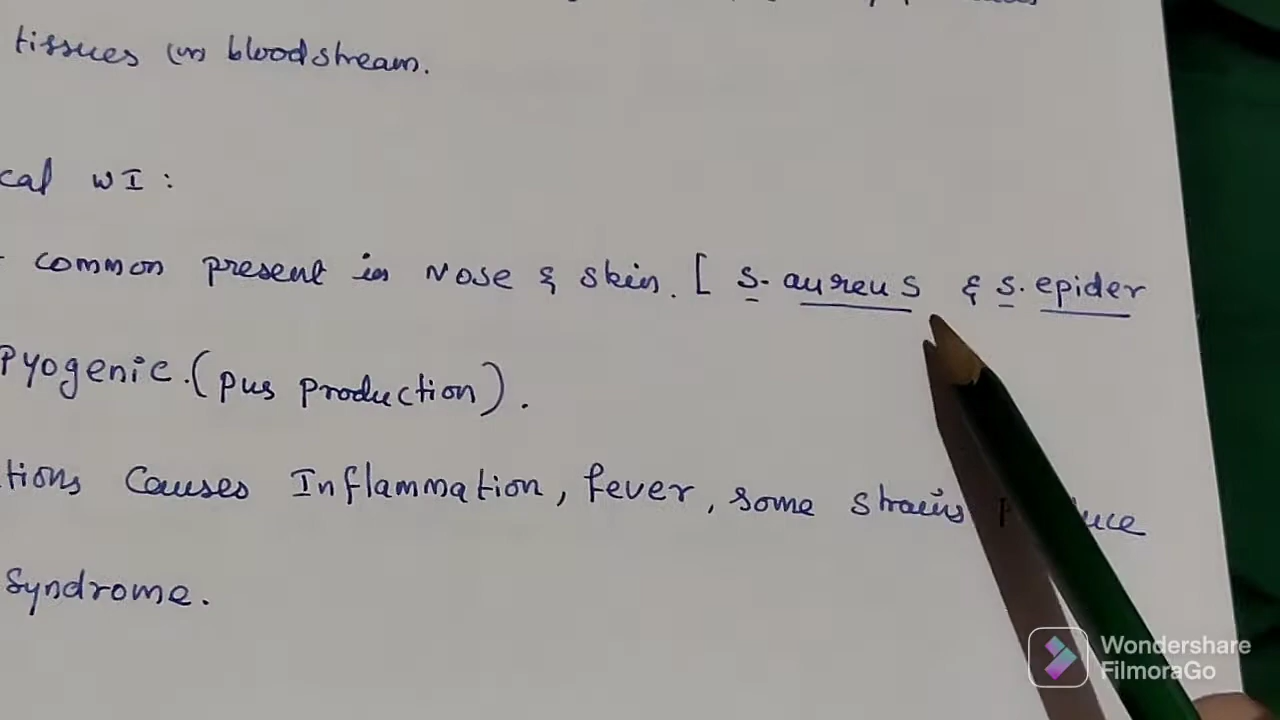 tissues (or bloodstream.
cal WI :
common present in Nose & skin. [ S. aureus & S. epider
Pyogenic. (pus production).
tions causes Inflammation, fever, some strains
syndrome.
Wondershare
FilmoraGo